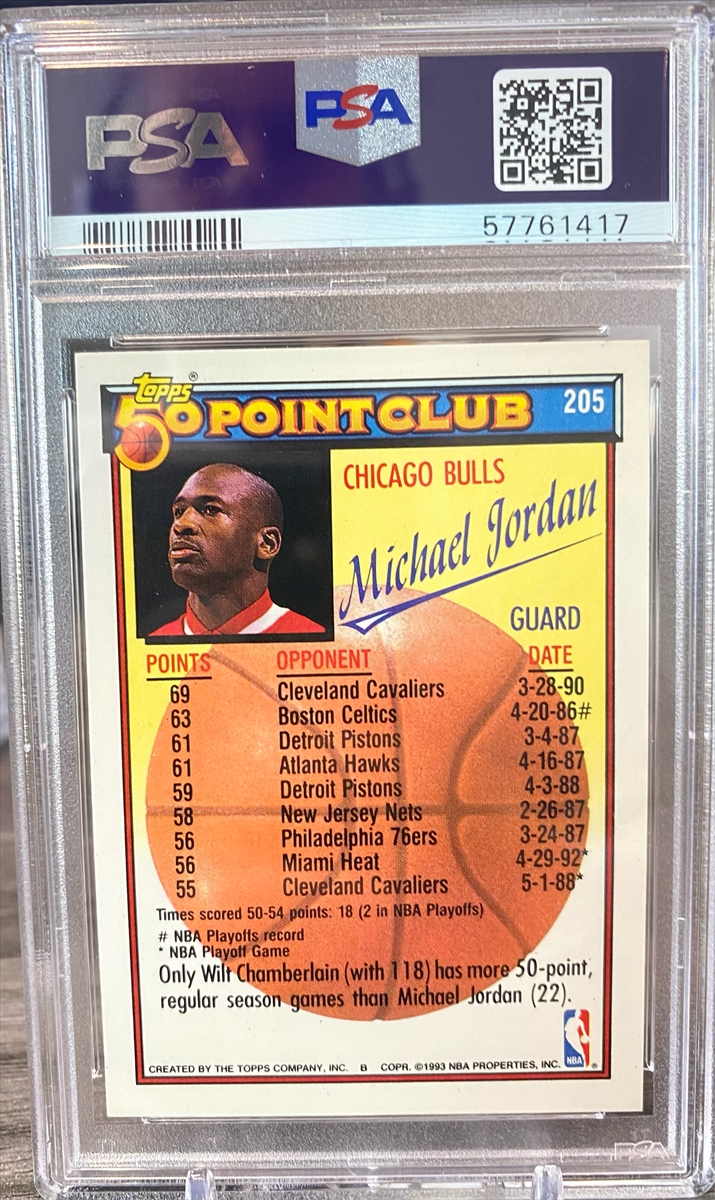 PSA
PSA
57761417
Topps®
50 POINT CLUB 205
CHICAGO BULLS
Michael Jordan
GUARD
POINTS OPPONENT DATE
69 Cleveland Cavaliers 3-28-90
63 Boston Celtics 4-20-86#
61 Detroit Pistons 3-4-87
61 Atlanta Hawks 4-16-87
59 Detroit Pistons 4-3-88
58 New Jersey Nets 2-26-87
56 Philadelphia 76ers 3-24-87
56 Miami Heat 4-29-92*
55 Cleveland Cavaliers 5-1-88*
Times scored 50-54 points: 18 (2 in NBA Playoffs)
# NBA Playoffs record
* NBA Playoff Game
Only Wilt Chamberlain (with 118) has more 50-point,
regular season games than Michael Jordan (22).
NBA ®
CREATED BY THE TOPPS COMPANY, INC. B COPR. ©1993 NBA PROPERTIES, INC.
PSA